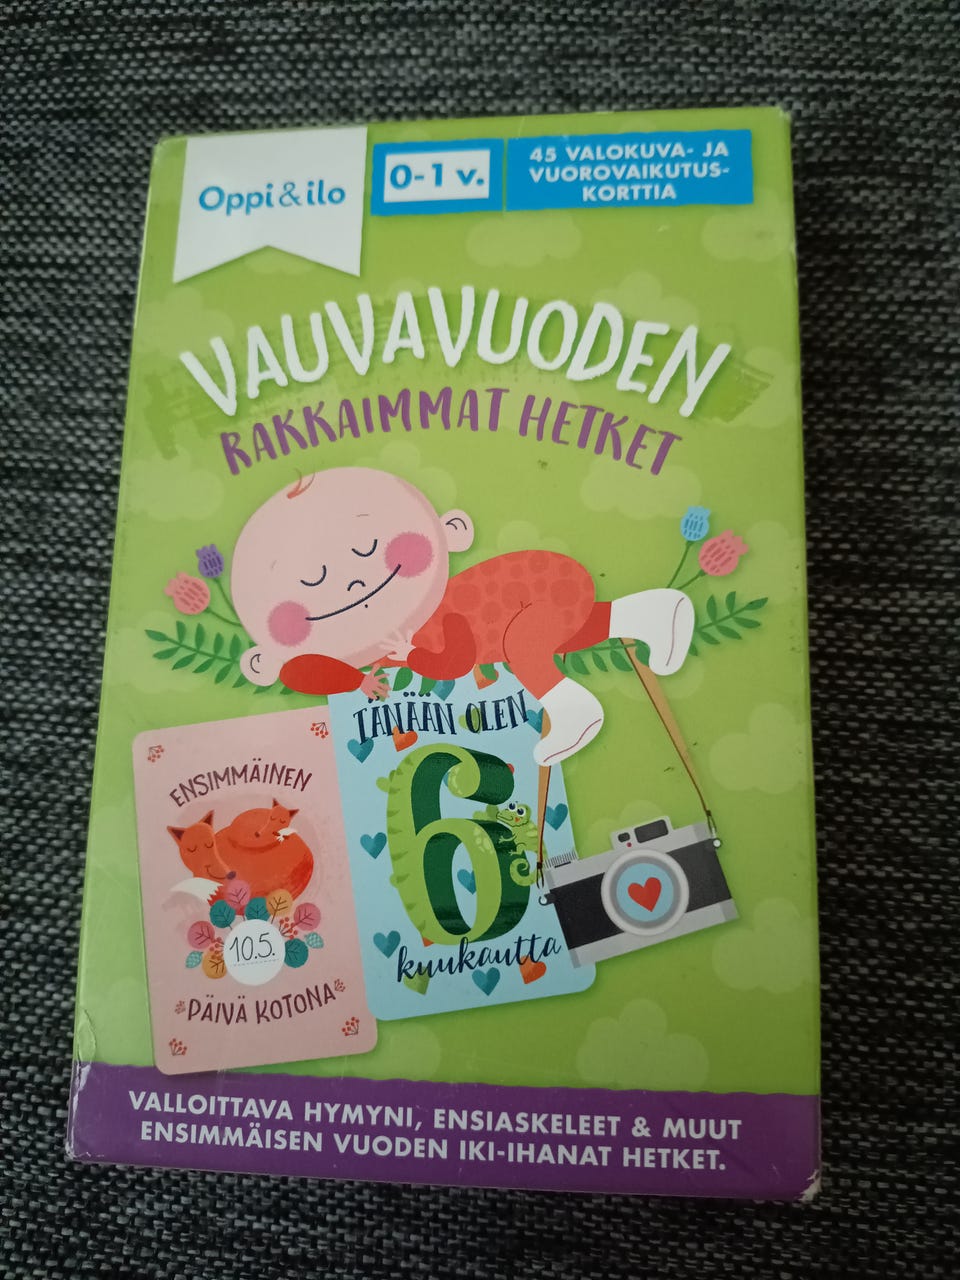 Oppi&ilo
0-1 v.
45 VALOKUVA- JA
VUOROVAIKUTUS-
KORTTIA
VAUVAVUODEN
RAKKAIMMAT HETKET
TÄNÄÄN OLEN
6
kuukautta
ENSIMMÄINEN
10.5.
PÄIVÄ KOTONA
VALLOITTAVA HYMYNI, ENSIASKELEET & MUUT
ENSIMMÄISEN VUODEN IKI-IHANAT HETKET.